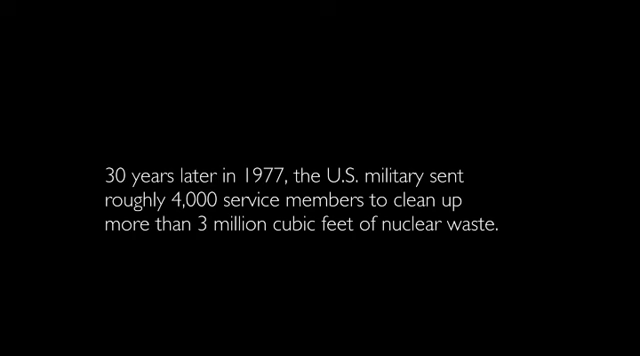 30 years later in 1977, the U.S. military sent
roughly 4,000 service members to clean up
more than 3 million cubic feet of nuclear waste.